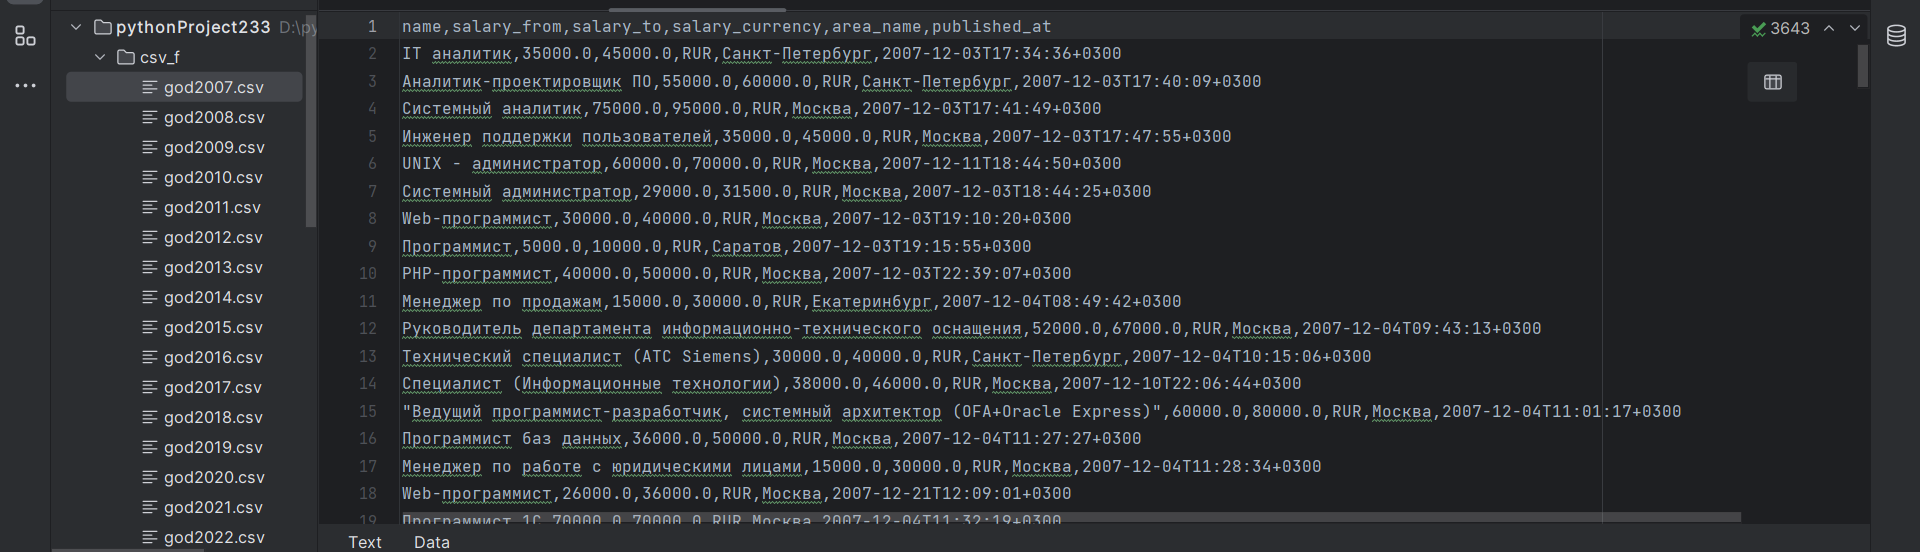 pythonProject233 D:\py
csv_f
god2007.csv
god2008.csv
god2009.csv
god2010.csv
god2011.csv
god2012.csv
god2013.csv
god2014.csv
god2015.csv
god2016.csv
god2017.csv
god2018.csv
god2019.csv
god2020.csv
god2021.csv
god2022.csv
1 name,salary_from,salary_to,salary_currency,area_name,published_at
2 IT аналитик,35000.0,45000.0,RUR,Санкт-Петербург,2007-12-03T17:34:36+0300
3 Аналитик-проектировщик ПО,55000.0,60000.0,RUR,Санкт-Петербург,2007-12-03T17:40:09+0300
4 Системный аналитик,75000.0,95000.0,RUR,Москва,2007-12-03T17:41:49+0300
5 Инженер поддержки пользователей,35000.0,45000.0,RUR,Москва,2007-12-03T17:47:55+0300
6 UNIX - администратор,60000.0,70000.0,RUR,Москва,2007-12-11T18:44:50+0300
7 Системный администратор,29000.0,31500.0,RUR,Москва,2007-12-03T18:44:25+0300
8 Web-программист,30000.0,40000.0,RUR,Москва,2007-12-03T19:10:20+0300
9 Программист,5000.0,10000.0,RUR,Саратов,2007-12-03T19:15:55+0300
10 PHP-программист,40000.0,50000.0,RUR,Москва,2007-12-03T22:39:07+0300
11 Менеджер по продажам,15000.0,30000.0,RUR,Екатеринбург,2007-12-04T08:49:42+0300
12 Руководитель департамента информационно-технического оснащения,52000.0,67000.0,RUR,Москва,2007-12-04T09:43:13+0300
13 Технический специалист (АТС Siemens),30000.0,40000.0,RUR,Санкт-Петербург,2007-12-04T10:15:06+0300
14 Специалист (Информационные технологии),38000.0,46000.0,RUR,Москва,2007-12-10T22:06:44+0300
15 "Ведущий программист-разработчик, системный архитектор (OFA+Oracle Express)",60000.0,80000.0,RUR,Москва,2007-12-04T11:01:17+0300
16 Программист баз данных,36000.0,50000.0,RUR,Москва,2007-12-04T11:27:27+0300
17 Менеджер по работе с юридическими лицами,15000.0,30000.0,RUR,Москва,2007-12-04T11:28:34+0300
18 Web-программист,26000.0,36000.0,RUR,Москва,2007-12-21T12:09:01+0300
19 Программист 1С,70000.0,70000.0,RUR,Москва,2007-12-04T11:32:19+0300
3643
Text Data